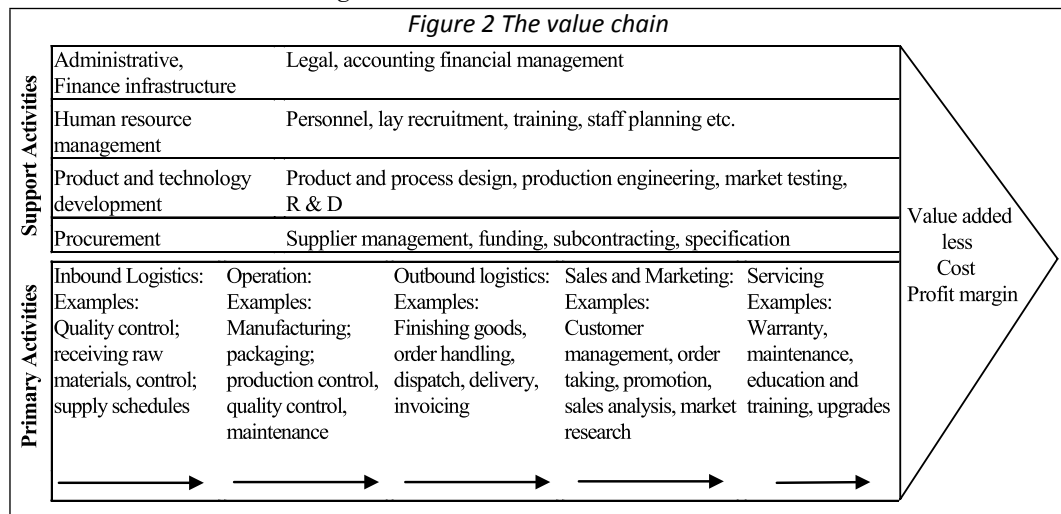 Figure 2 The value chain
Support Activities
Administrative,
Finance infrastructure
Legal, accounting financial management
Human resource
management
Personnel, lay recruitment, training, staff planning etc.
Product and technology
development
Product and process design, production engineering, market testing,
R & D
Procurement
Supplier management, funding, subcontracting, specification
Primary Activities
Inbound Logistics:
Examples:
Quality control;
receiving raw
materials, control;
supply schedules
Operation:
Examples:
Manufacturing;
packaging;
production control,
quality control,
maintenance
Outbound logistics:
Examples:
Finishing goods,
order handling,
dispatch, delivery,
invoicing
Sales and Marketing:
Examples:
Customer
management, order
taking, promotion,
sales analysis, market
research
Servicing
Examples:
Warranty,
maintenance,
education and
training, upgrades
Value added
less
Cost
Profit margin